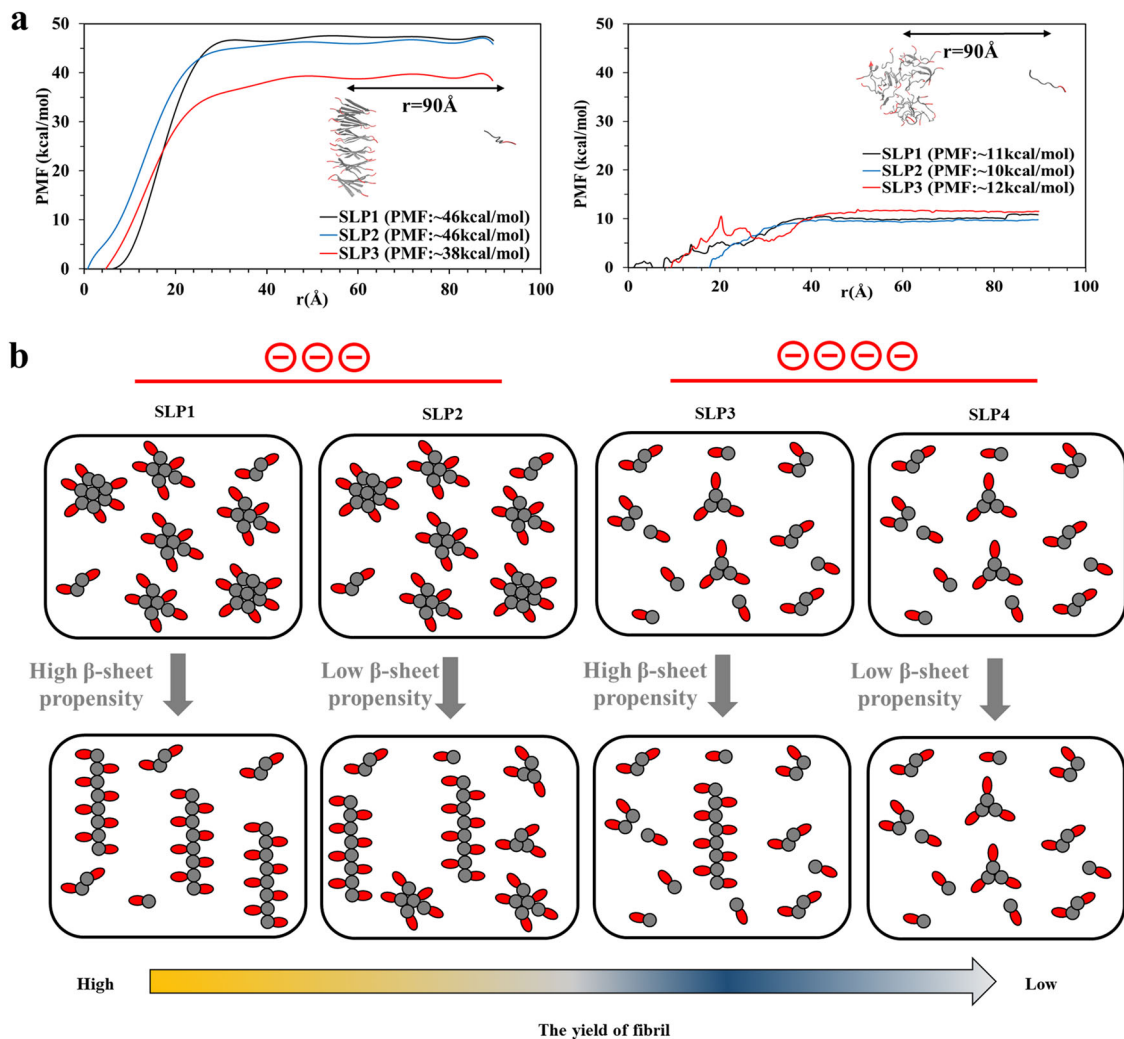 a
50
40
30
20
10
0
PMF (kcal/mol)
r=90Å
SLP1 (PMF:~46kcal/mol)
SLP2 (PMF:~46kcal/mol)
SLP3 (PMF:~38kcal/mol)
0 20 40 60 80 100
r(Å)
50
40
30
20
10
0
PMF (kcal/mol)
r=90Å
SLP1 (PMF:~11kcal/mol)
SLP2 (PMF:~10kcal/mol)
SLP3 (PMF:~12kcal/mol)
0 20 40 60 80 100
r(Å)
b
− − −
− − − −
SLP1 SLP2 SLP3 SLP4
High β-sheet
propensity
Low β-sheet
propensity
High β-sheet
propensity
Low β-sheet
propensity
High Low
The yield of fibril